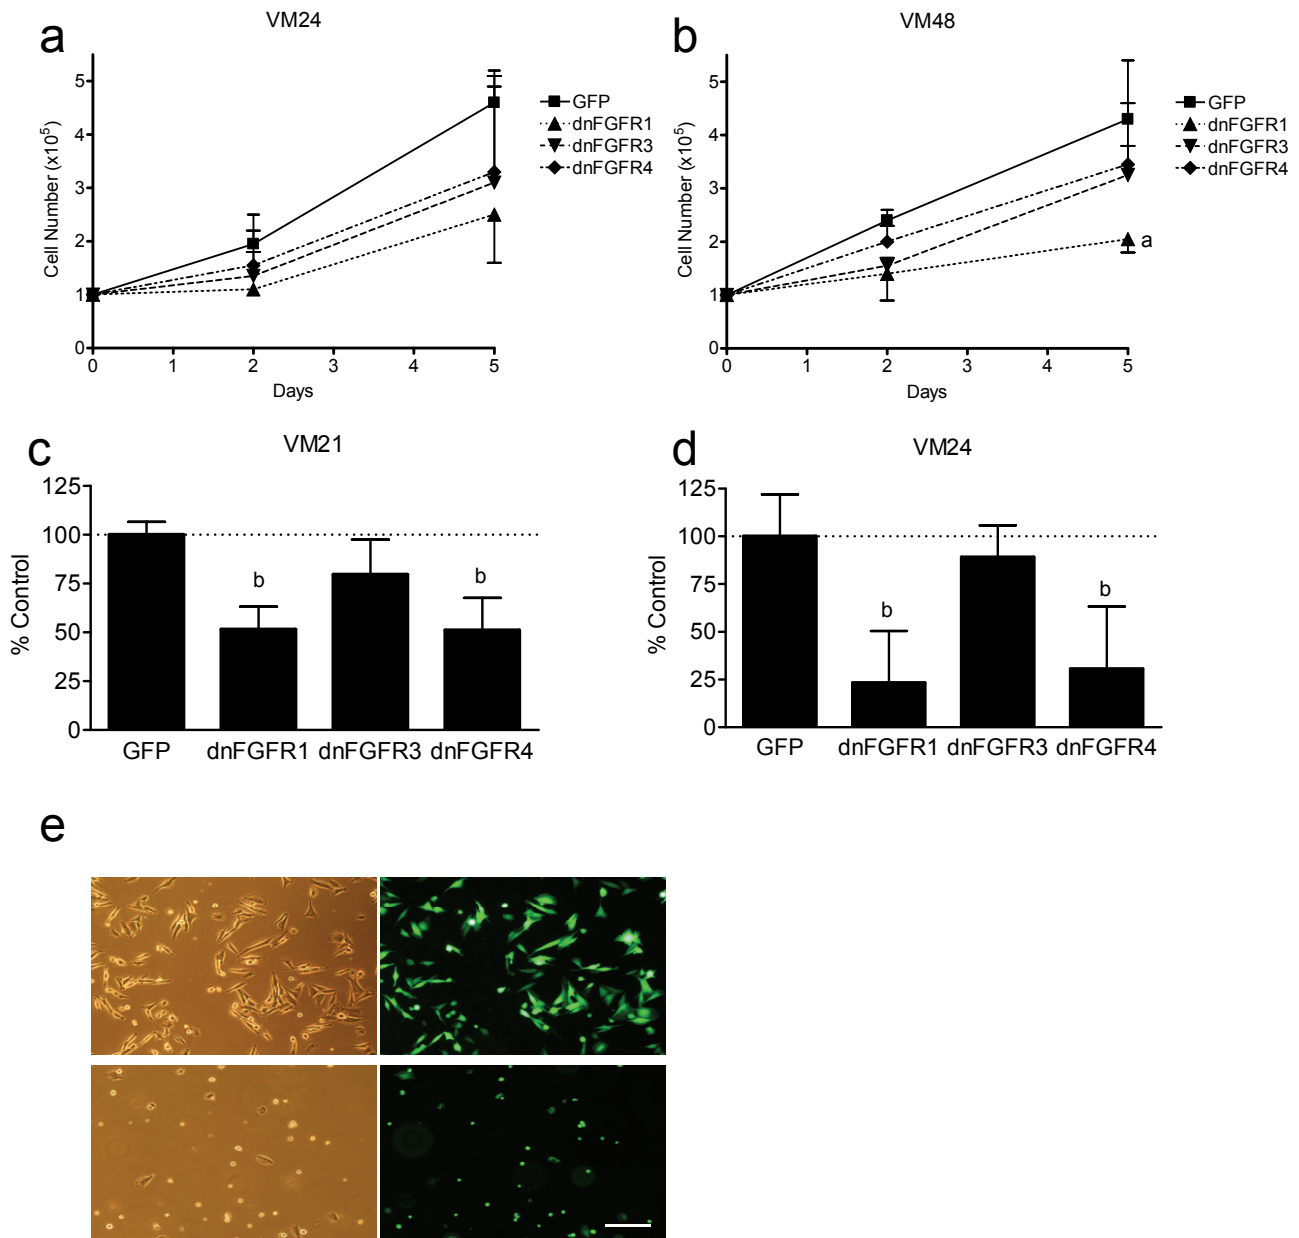 a
VM24
5
4
3
2
1
0
Cell Number (x10⁵)
0 1 2 3 4 5
Days
GFP
dnFGFR1
dnFGFR3
dnFGFR4
b
VM48
5
4
3
2
1
0
Cell Number (x10⁵)
0 1 2 3 4 5
Days
a
GFP
dnFGFR1
dnFGFR3
dnFGFR4
c
VM21
125
100
75
50
25
0
% Control
b
b
GFP dnFGFR1 dnFGFR3 dnFGFR4
d
VM24
125
100
75
50
25
0
% Control
b
b
GFP dnFGFR1 dnFGFR3 dnFGFR4
e